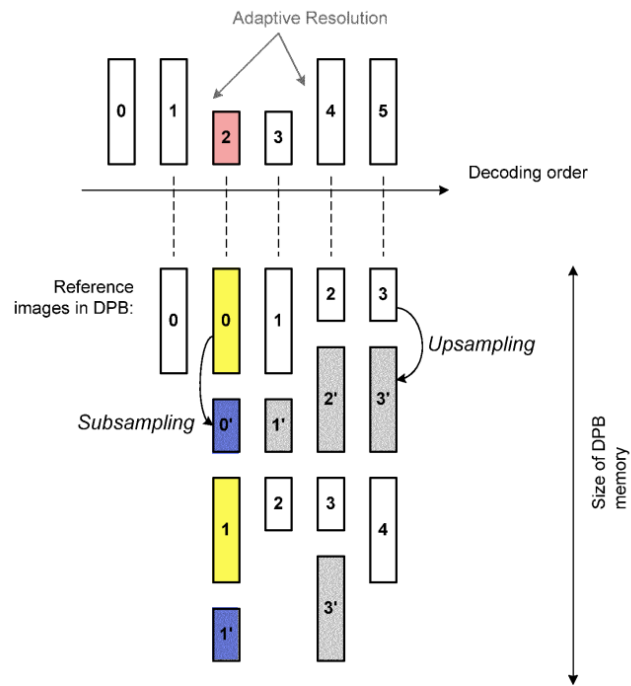 Adaptive Resolution
0 1 2 3 4 5
Decoding order
Reference
images in DPB:
0 0 1 2 3
Upsampling
Subsampling
0' 1' 2' 3'
1 2 3 4
1' 3'
Size of DPB
memory